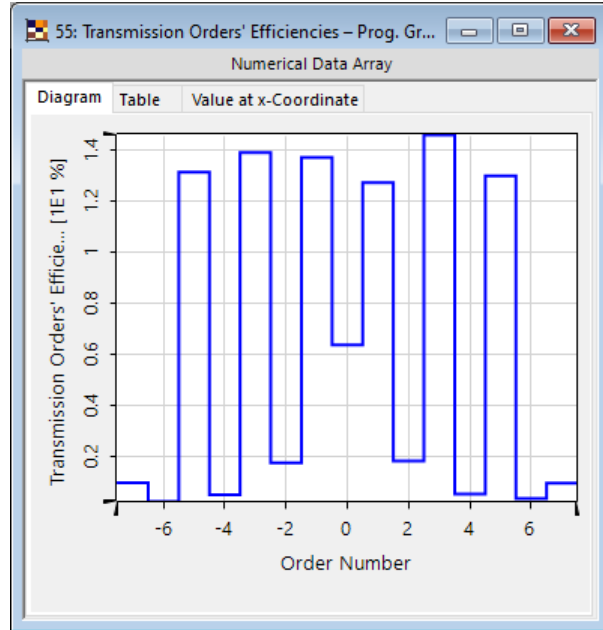 55: Transmission Orders' Efficiencies – Prog. Gr...
Numerical Data Array
Diagram Table Value at x-Coordinate
Transmission Orders' Efficie... [1E1 %]
1.4
1.2
1
0.8
0.6
0.4
0.2
-6 -4 -2 0 2 4 6
Order Number